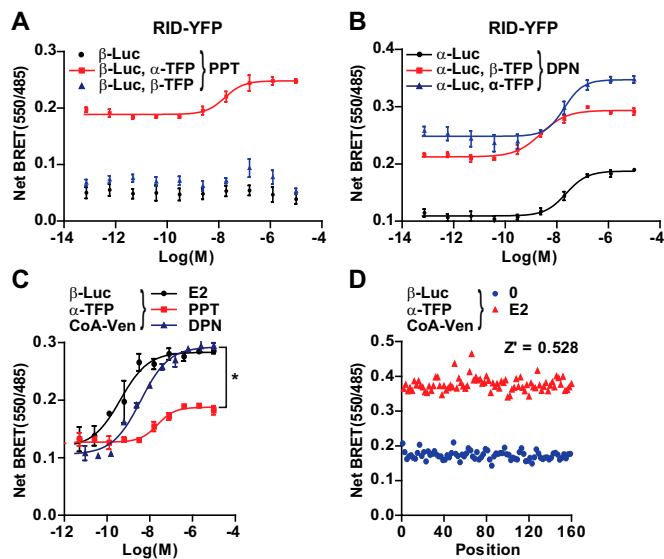 A
RID-YFP
β-Luc
β-Luc, α-TFP
β-Luc, β-TFP
} PPT
Net BRET(550/485)
0.3
0.2
0.1
0.0
-14 -12 -10 -8 -6 -4
Log(M)
B
RID-YFP
α-Luc
α-Luc, β-TFP
α-Luc, α-TFP
} DPN
Net BRET(550/485)
0.4
0.3
0.2
0.1
-14 -12 -10 -8 -6 -4
Log(M)
C
β-Luc
α-TFP
CoA-Ven
} E2
PPT
DPN
Net BRET(550/485)
0.3
0.2
0.1
0.0
*
-12 -10 -8 -6 -4
Log(M)
D
β-Luc
α-TFP
CoA-Ven
} 0
E2
Z' = 0.528
Net BRET(550/485)
0.5
0.4
0.3
0.2
0.1
0.0
0 40 80 120 160
Position